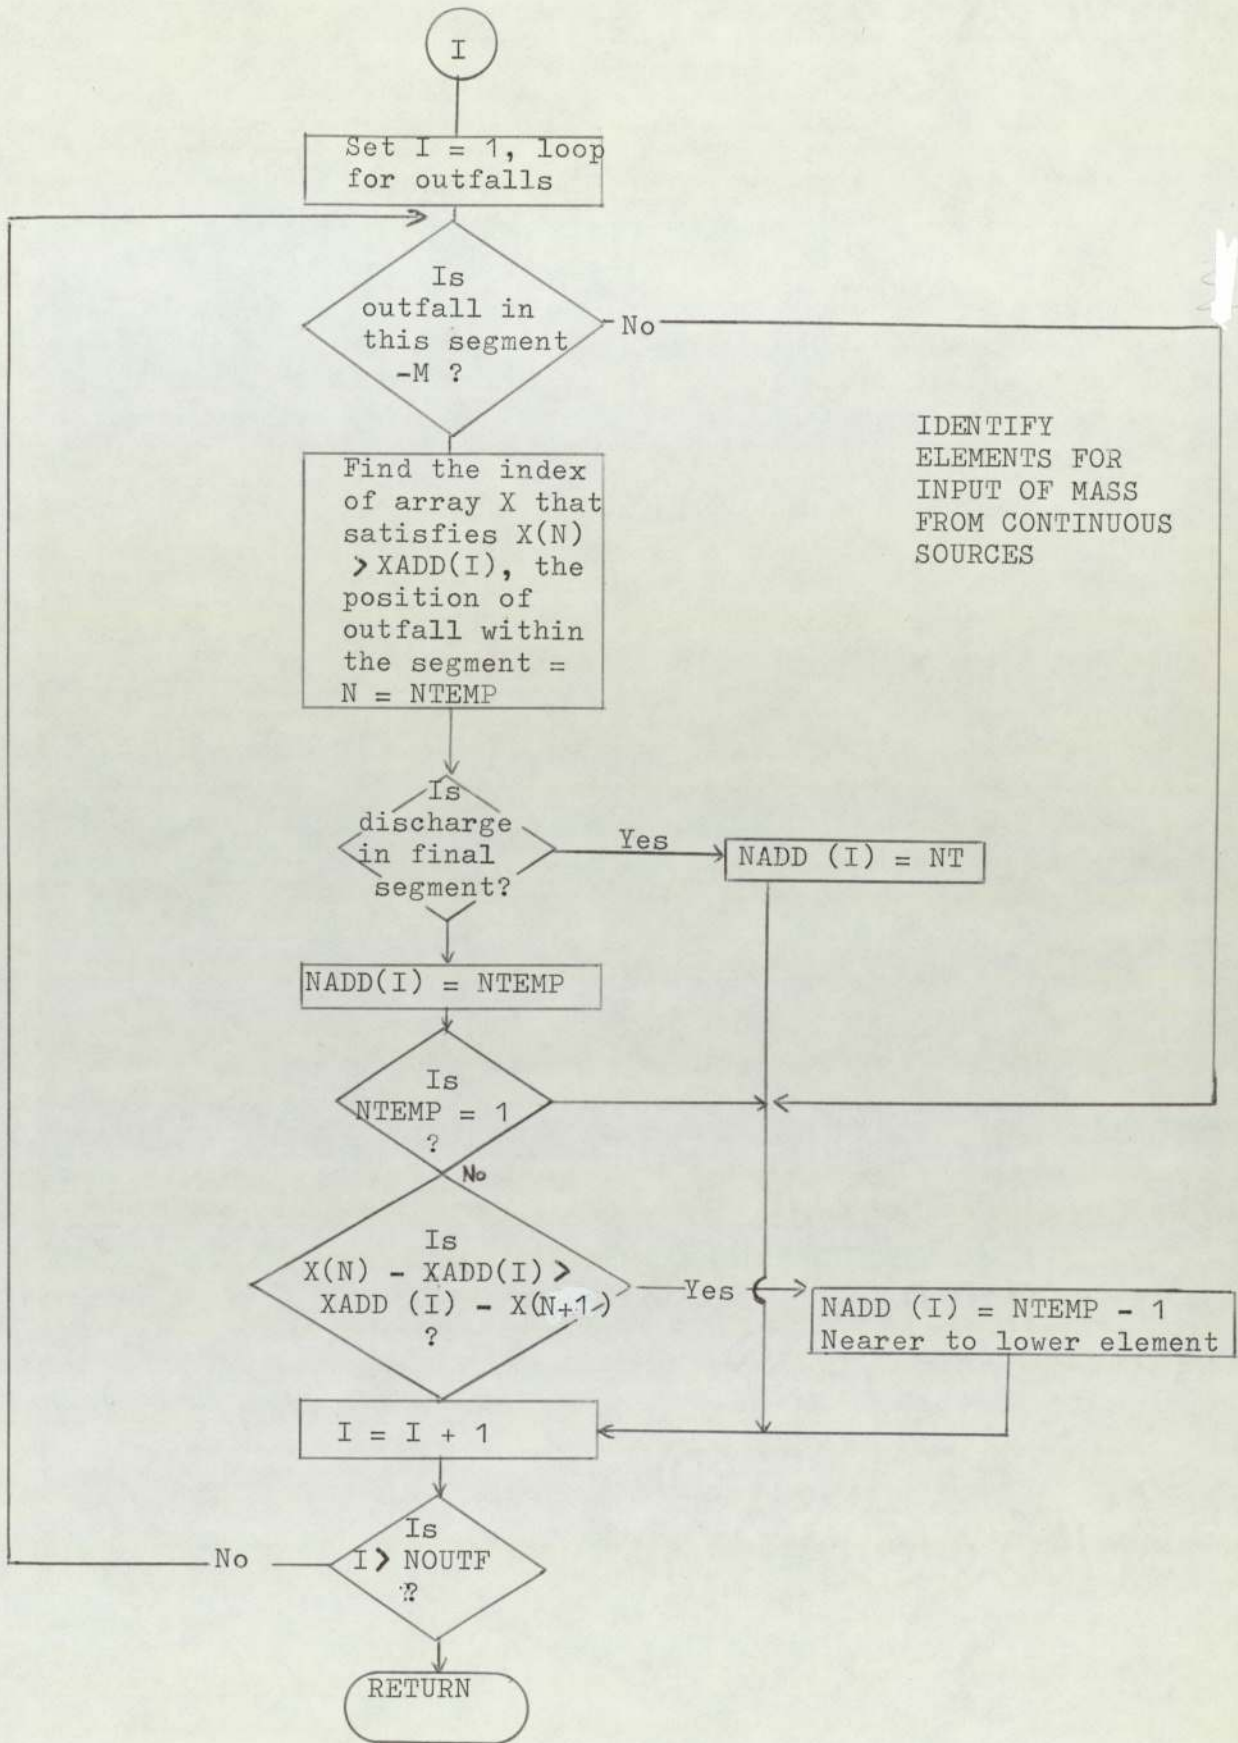 I
Set I = 1, loop
for outfalls
Is
outfall in
this segment
-M ?
No
IDENTIFY
ELEMENTS FOR
INPUT OF MASS
FROM CONTINUOUS
SOURCES
Find the index
of array X that
satisfies X(N)
> XADD(I), the
position of
outfall within
the segment =
N = NTEMP
Is
discharge
in final
segment?
Yes
NADD (I) = NT
NADD(I) = NTEMP
Is
NTEMP = 1
?
No
Is
X(N) - XADD(I) >
XADD (I) - X(N+1)
?
Yes
NADD (I) = NTEMP - 1
Nearer to lower element
I = I + 1
Is
I > NOUTF
?
No
RETURN